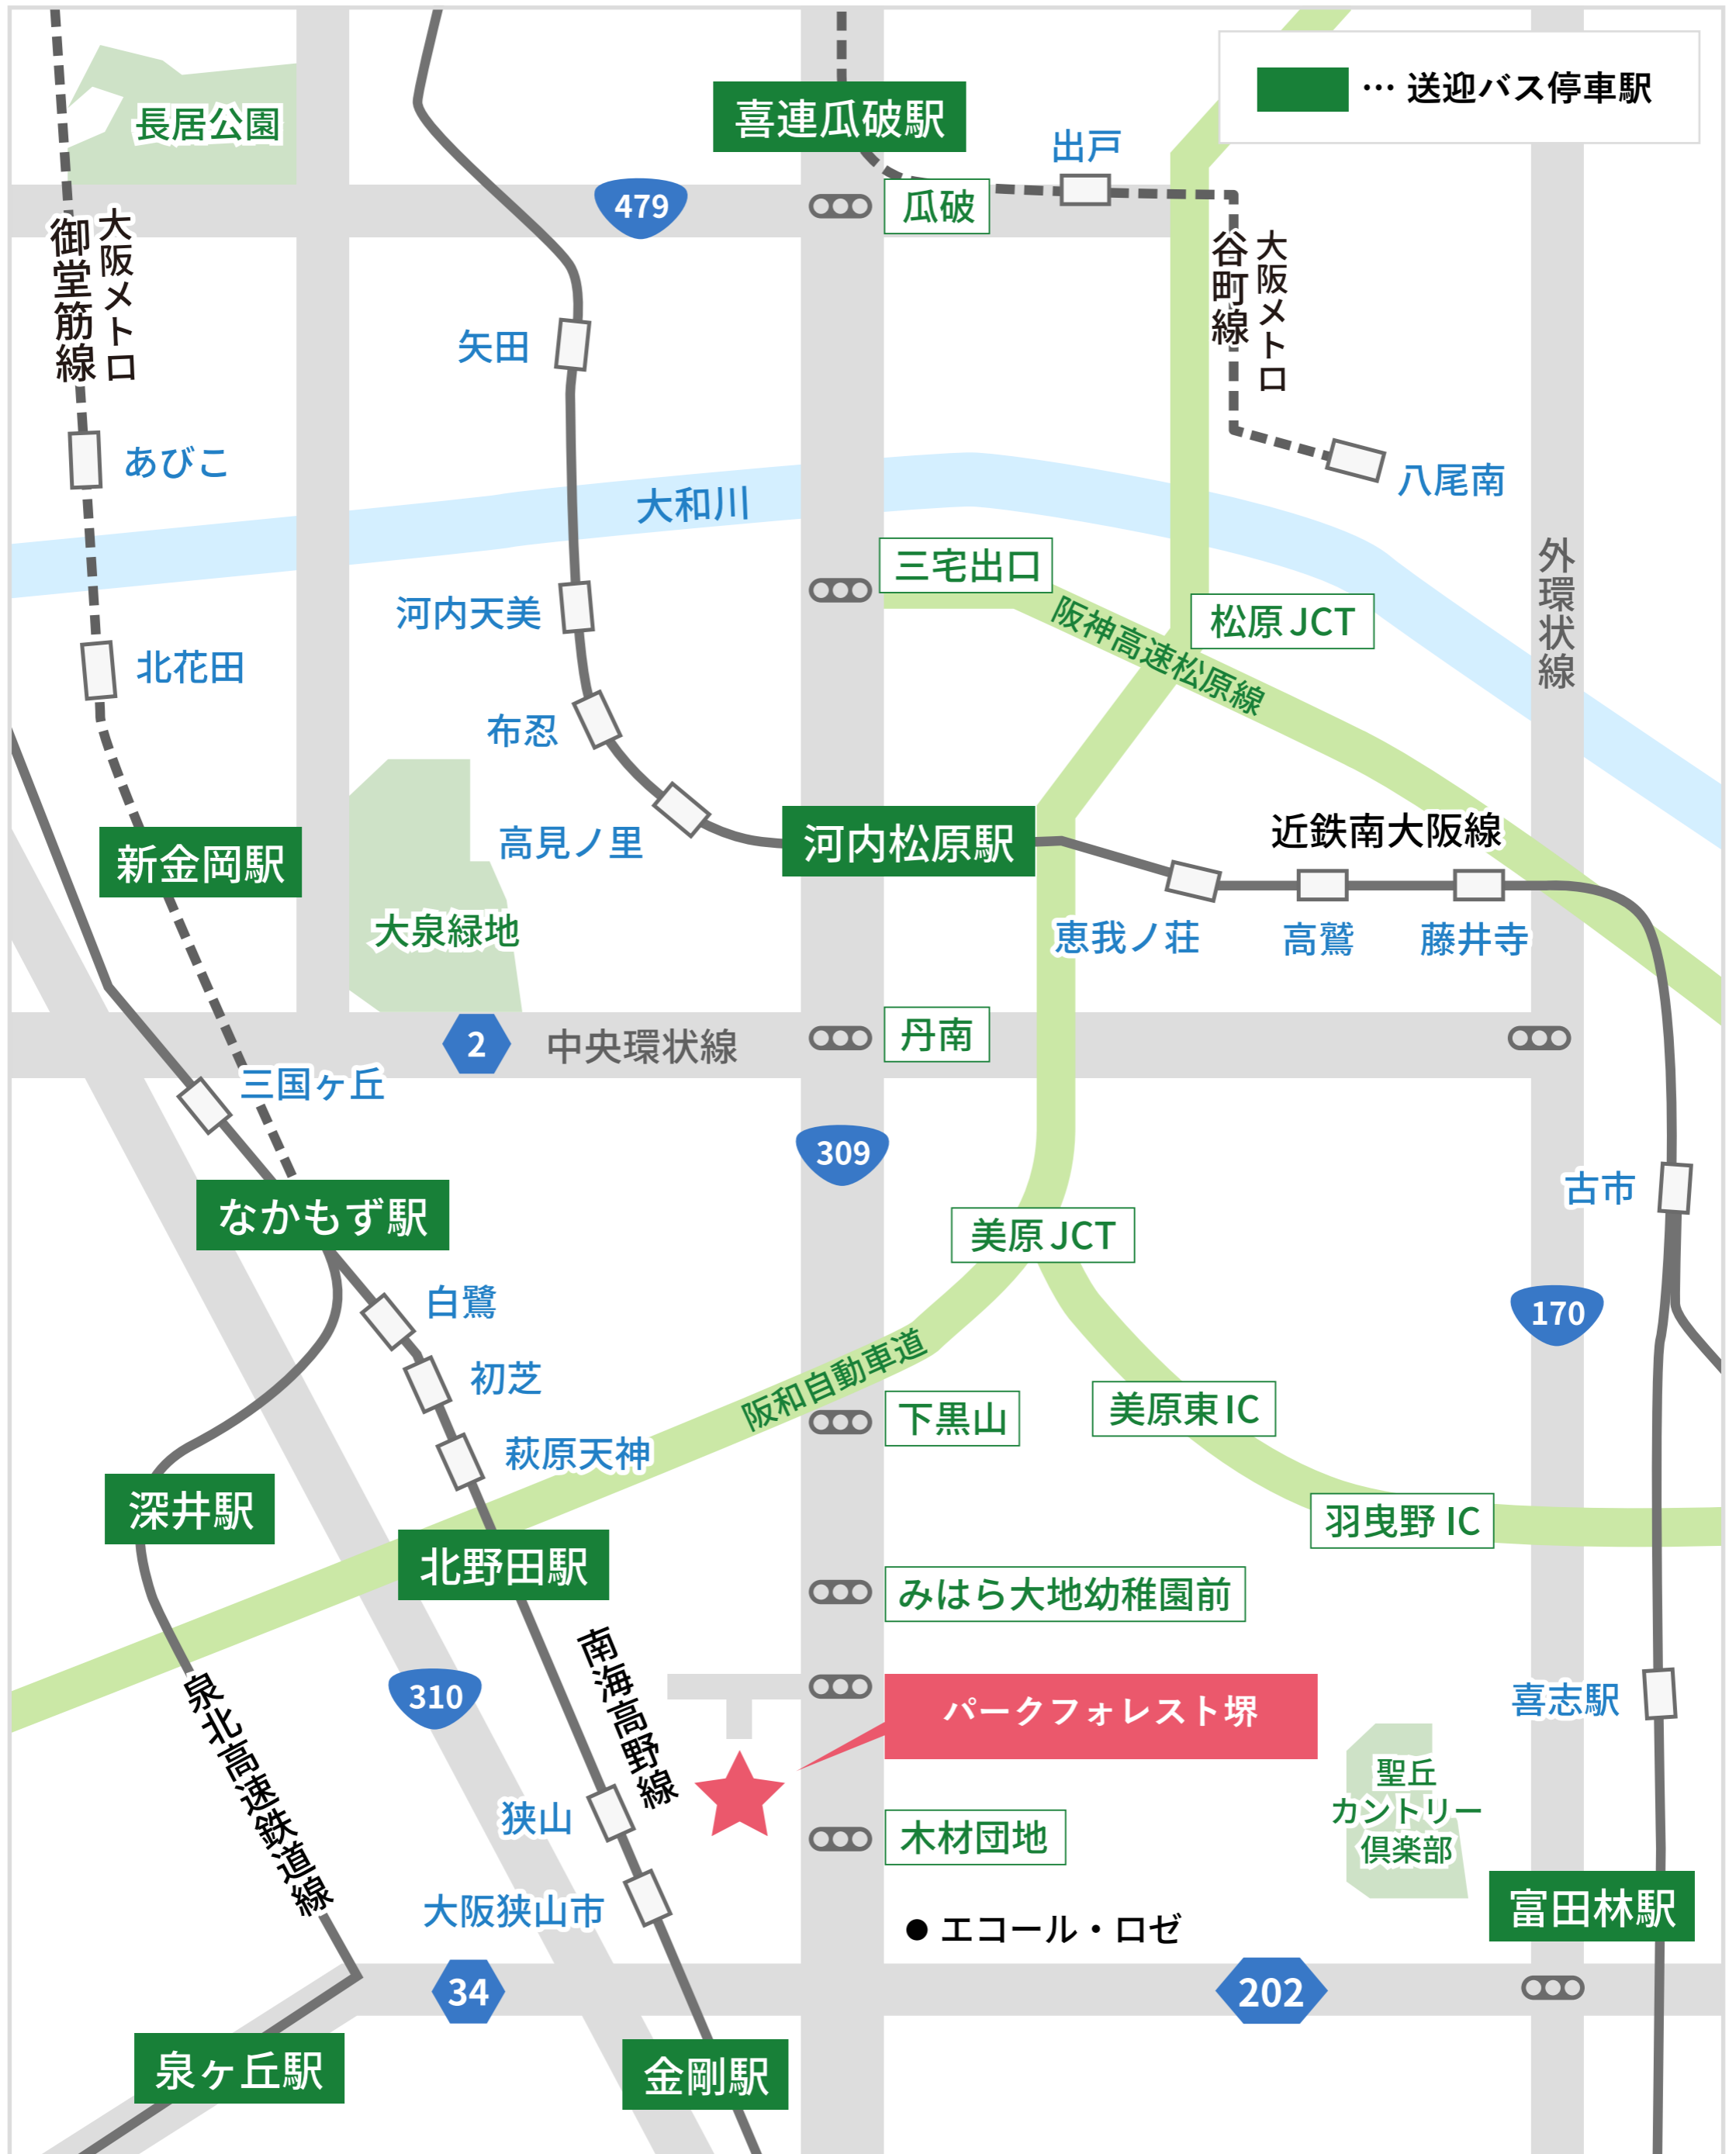 … 送迎バス停車駅
長居公園
喜連瓜破駅
出戸
479
瓜破
大阪メトロ
御堂筋線
大阪メトロ
谷町線
矢田
あびこ
八尾南
大和川
外環状線
三宅出口
河内天美
松原 JCT
阪神高速松原線
北花田
布忍
高見ノ里
河内松原駅
近鉄南大阪線
新金岡駅
大泉緑地
恵我ノ荘
高鷲
藤井寺
2
中央環状線
丹南
三国ヶ丘
309
古市
なかもず駅
美原 JCT
白鷺
170
初芝
阪和自動車道
下黒山
美原東 IC
萩原天神
深井駅
羽曳野 IC
北野田駅
みはら大地幼稚園前
南海高野線
泉北高速鉄道線
310
パークフォレスト堺
喜志駅
聖丘
カントリー
倶楽部
狭山
木材団地
大阪狭山市
エコール・ロゼ
富田林駅
34
202
泉ヶ丘駅
金剛駅